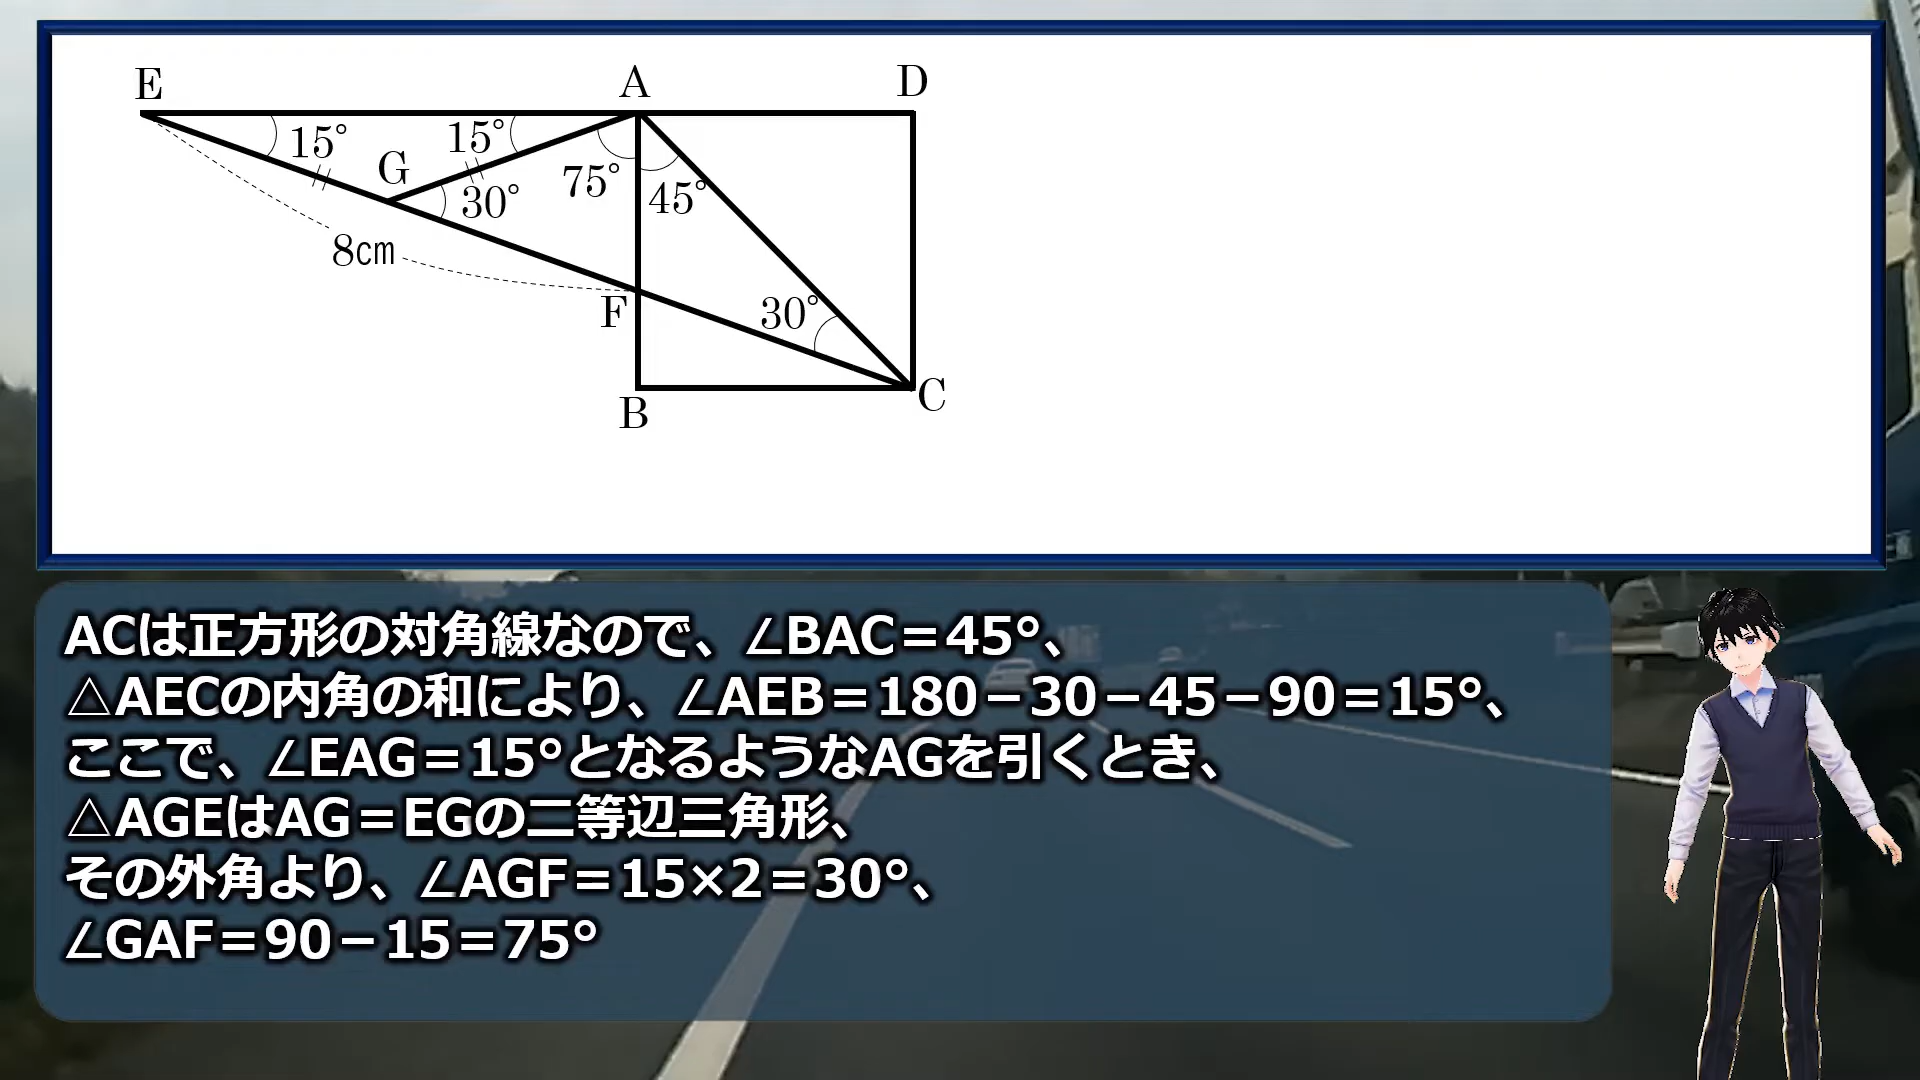 E
A
D
15°
15°
G
75°
30°
45°
8cm
F
30°
B
C
ACは正方形の対角線なので、∠BAC=45°、
△AECの内角の和により、∠AEB=180-30-45-90=15°、
ここで、∠EAG=15°となるようなAGを引くとき、
△AGEはAG=EGの二等辺三角形、
その外角より、∠AGF=15×2=30°、
∠GAF=90-15=75°